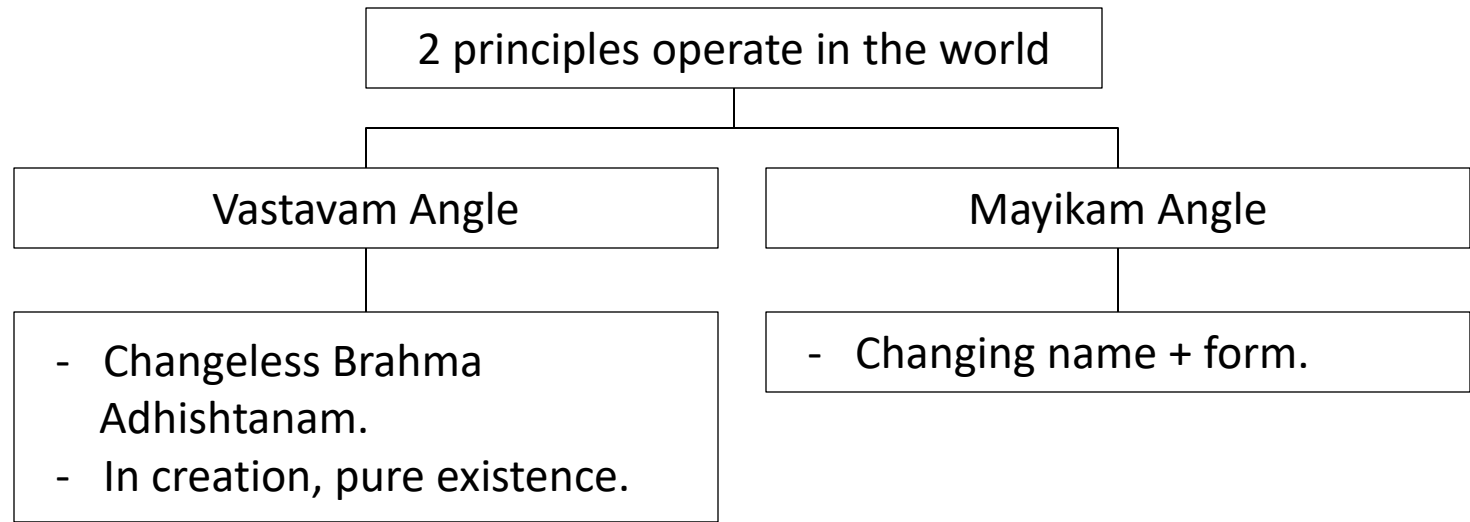 2 principles operate in the world
Vastavam Angle
Mayikam Angle
- Changeless Brahma
Adhishtanam.
- In creation, pure existence.
- Changing name + form.